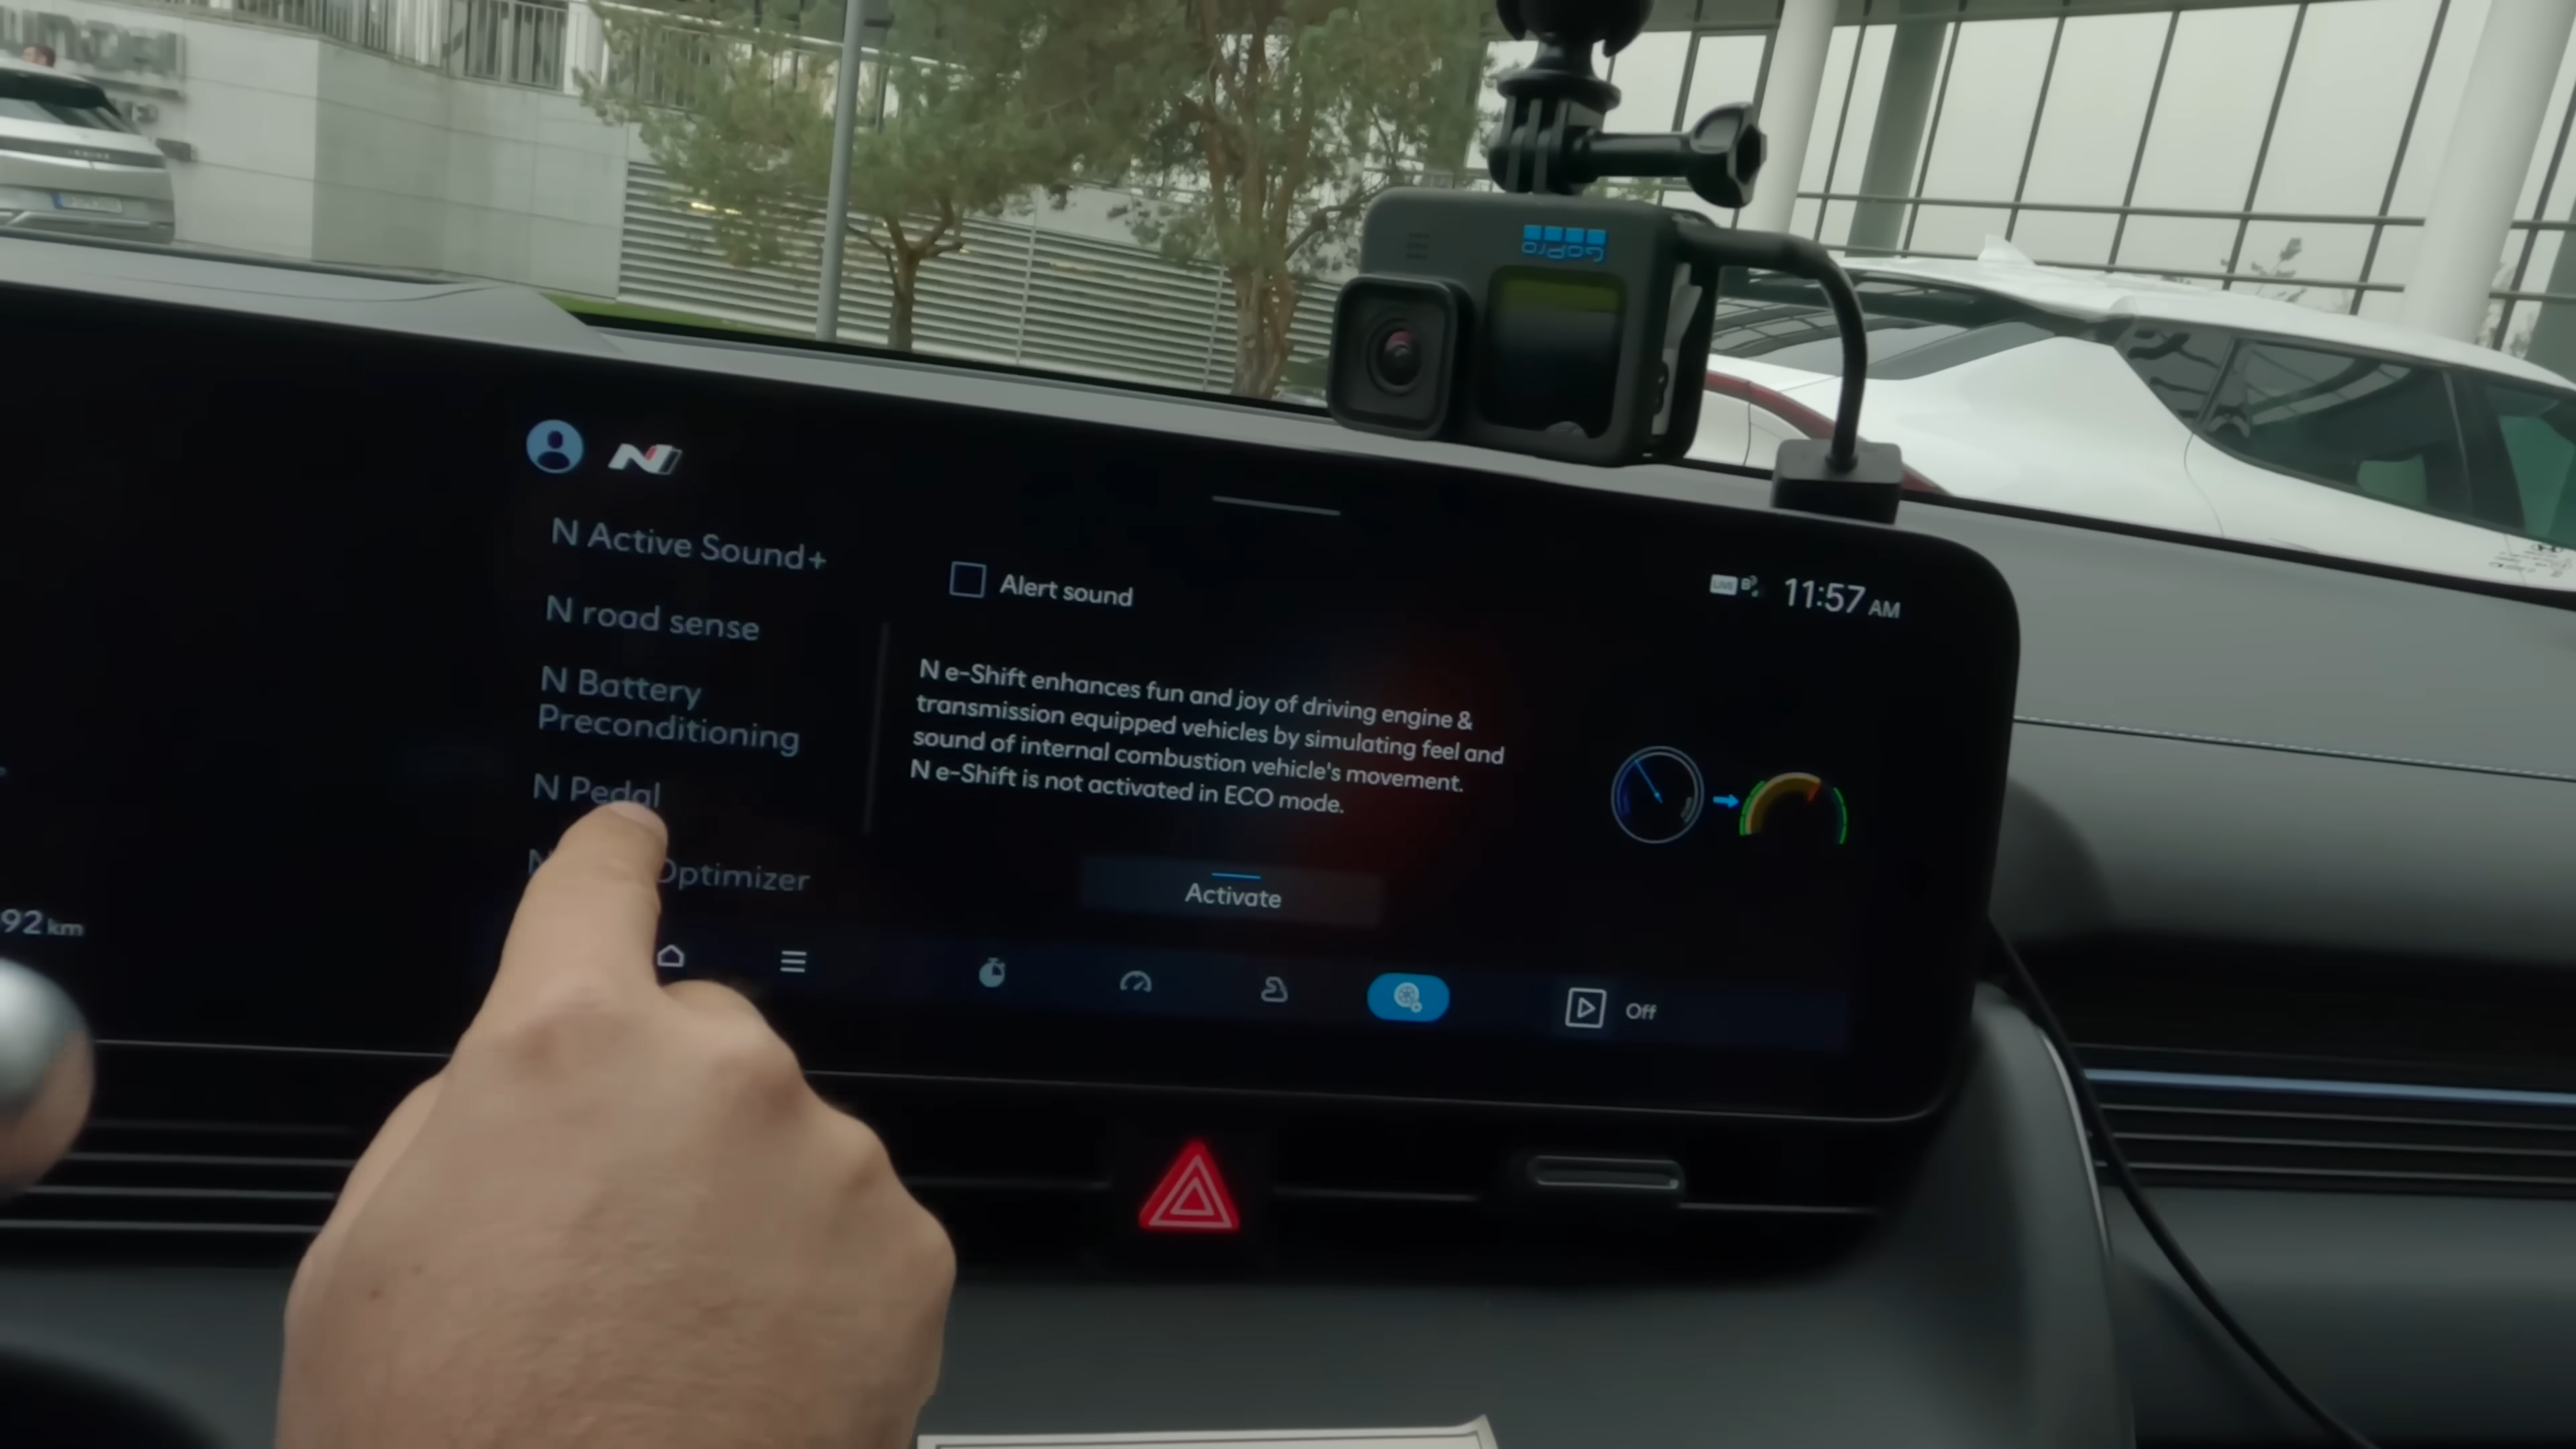 N Active Sound+
N road sense
N Battery
Preconditioning
N Pedal
Optimizer
Alert sound
N e-Shift enhances fun and joy of driving engine &
transmission equipped vehicles by simulating feel and
sound of internal combustion vehicle's movement.
N e-Shift is not activated in ECO mode.
Activate
11:57 AM
Off
92 km
GoPro